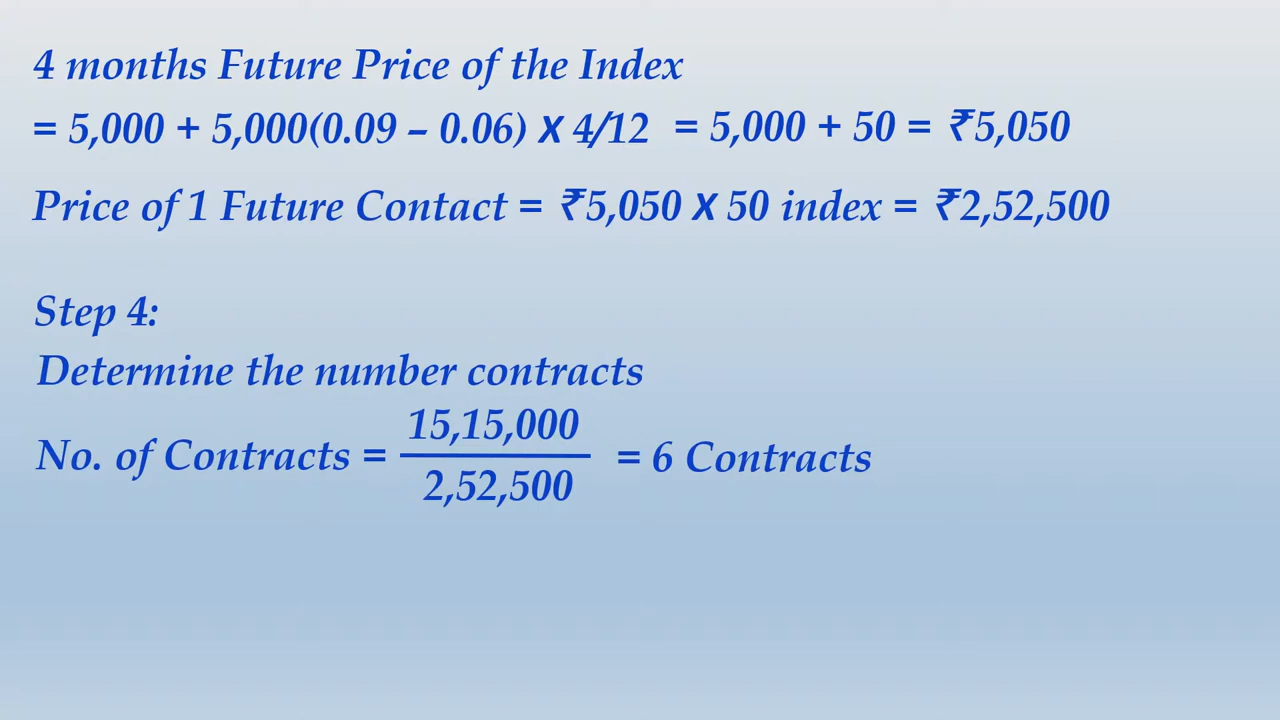 4 months Future Price of the Index
= 5,000 + 5,000(0.09 – 0.06) X 4/12 = 5,000 + 50 = ₹5,050
Price of 1 Future Contact = ₹5,050 X 50 index = ₹2,52,500
Step 4:
Determine the number contracts
No. of Contracts = 15,15,000 / 2,52,500 = 6 Contracts